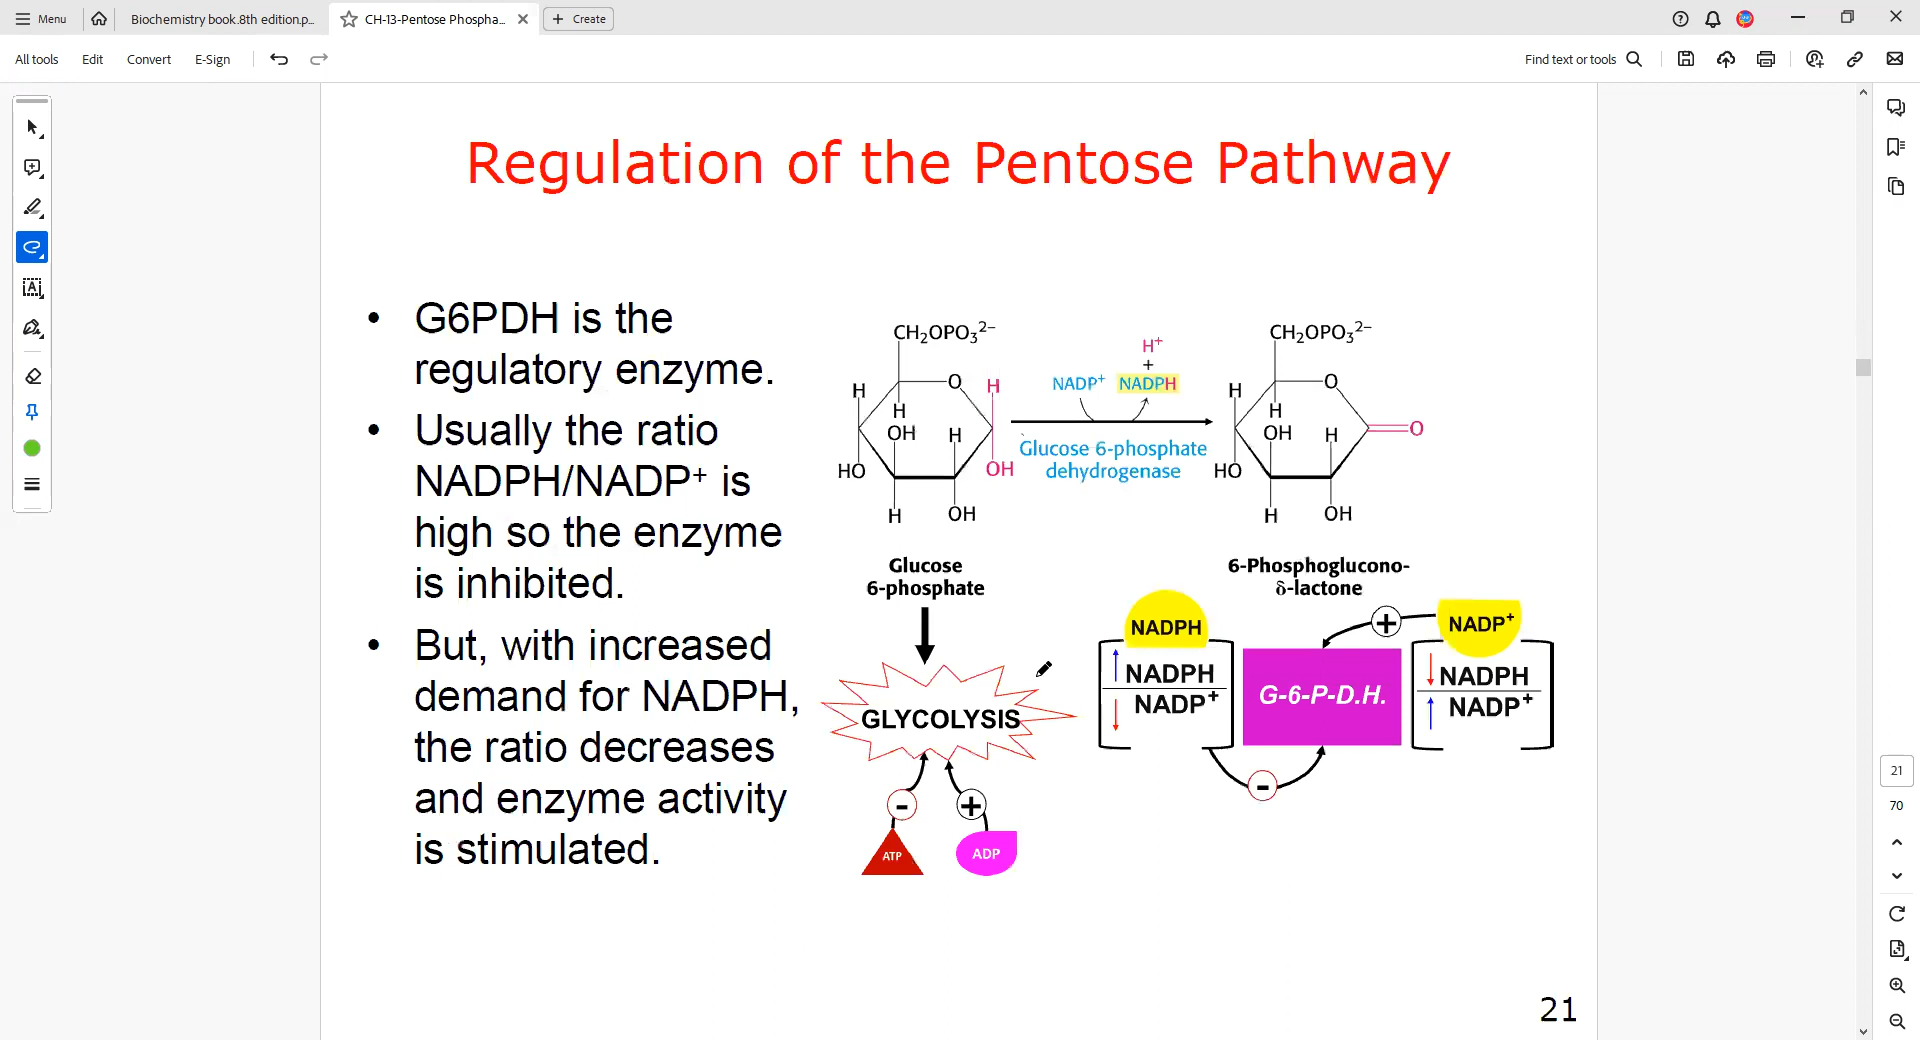 Menu
Biochemistry book.8th edition.p...
CH-13-Pentose Phospha...
Create
All tools
Edit
Convert
E-Sign
Find text or tools
Regulation of the Pentose Pathway
• G6PDH is the
regulatory enzyme.
• Usually the ratio
NADPH/NADP⁺ is
high so the enzyme
is inhibited.
• But, with increased
demand for NADPH,
the ratio decreases
and enzyme activity
is stimulated.
CH₂OPO₃²⁻
H
O
H
H
OH
H
HO
OH
H
OH
Glucose
6-phosphate
H⁺
+
NADP⁺ NADPH
Glucose 6-phosphate
dehydrogenase
CH₂OPO₃²⁻
H
O
H
OH
H
O
HO
H
OH
6-Phosphoglucono-
δ-lactone
GLYCOLYSIS
-
+
ATP
ADP
NADPH
↑ NADPH
↓ NADP⁺
G-6-P-D.H.
+
-
NADP⁺
↓ NADPH
↑ NADP⁺
21
21
70